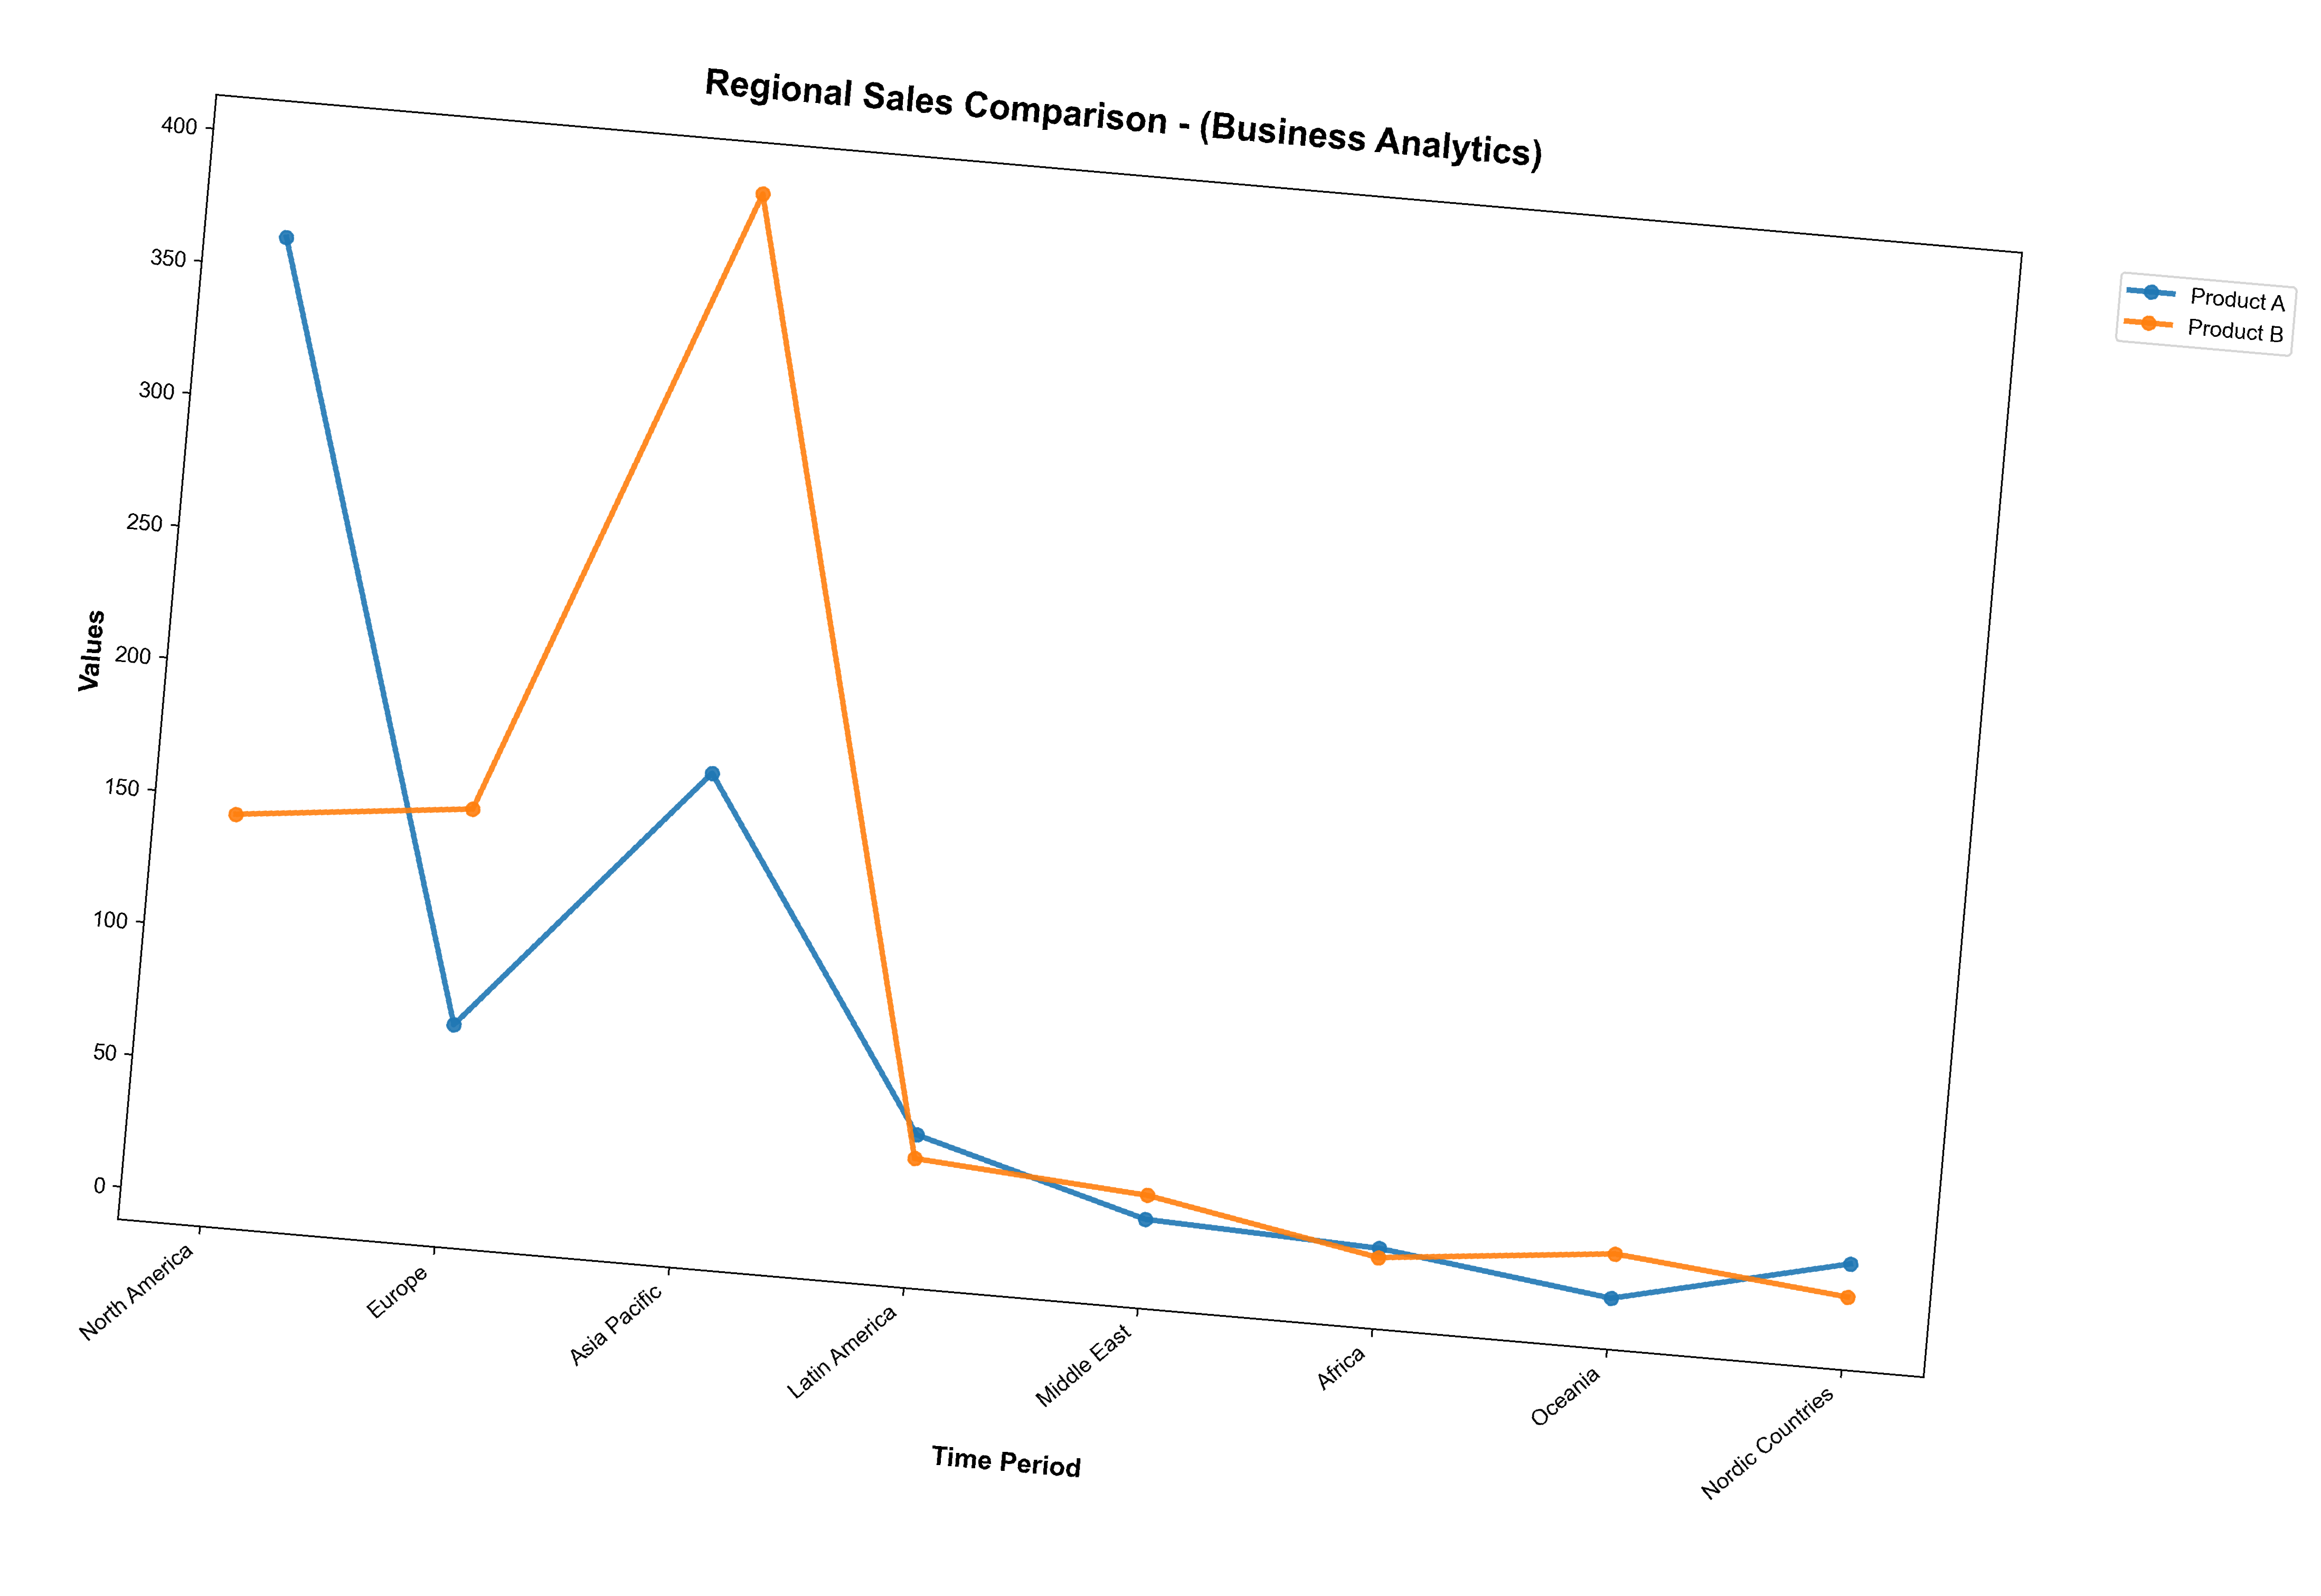 Regional Sales Comparison - (Business Analytics)
400
350
300
250
200
150
100
50
0
Values
North America
Europe
Asia Pacific
Latin America
Middle East
Africa
Oceania
Nordic Countries
Time Period
Product A
Product B